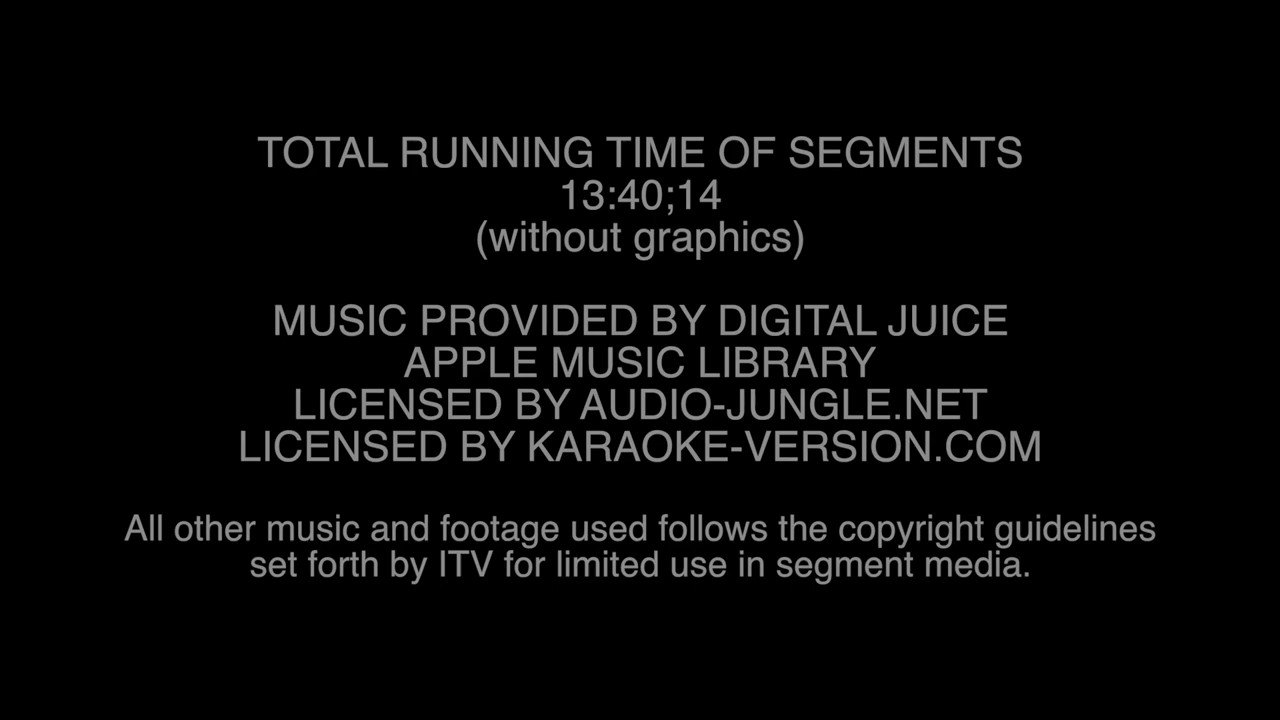 TOTAL RUNNING TIME OF SEGMENTS
13:40;14
(without graphics)
MUSIC PROVIDED BY DIGITAL JUICE
APPLE MUSIC LIBRARY
LICENSED BY AUDIO-JUNGLE.NET
LICENSED BY KARAOKE-VERSION.COM
All other music and footage used follows the copyright guidelines
set forth by ITV for limited use in segment media.